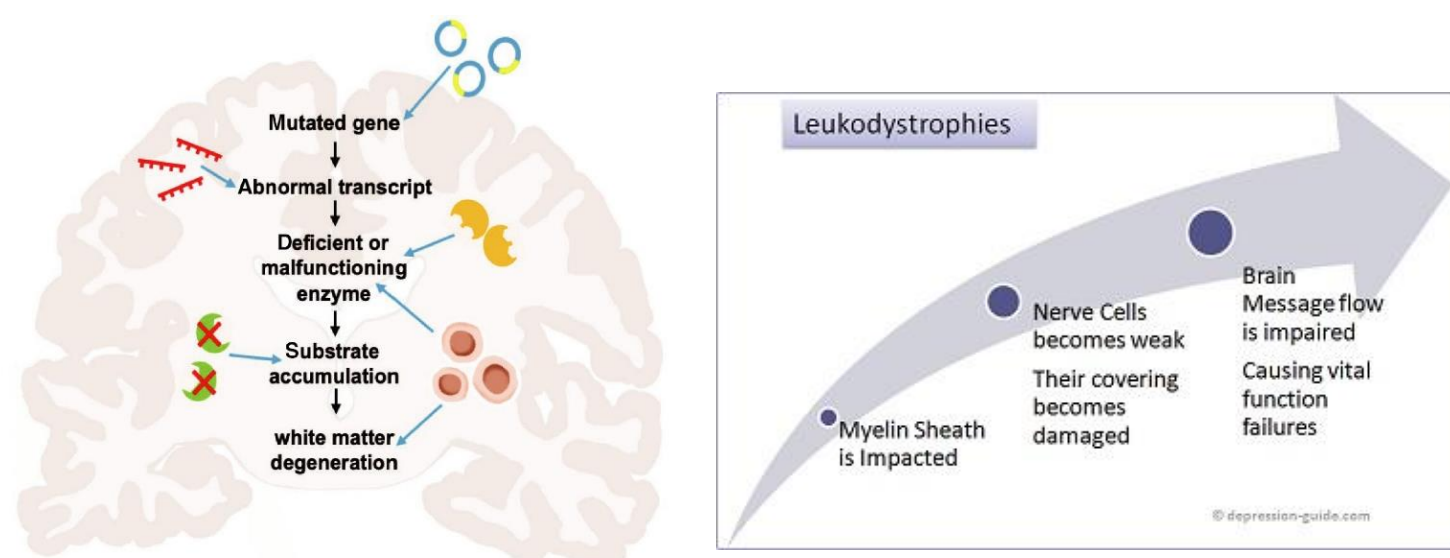 Mutated gene
Abnormal transcript
Deficient or
malfunctioning
enzyme
Substrate
accumulation
white matter
degeneration
Leukodystrophies
Myelin Sheath
is Impacted
Nerve Cells
becomes weak
Their covering
becomes
damaged
Brain
Message flow
is impaired
Causing vital
function
failures
© depression-guide.com